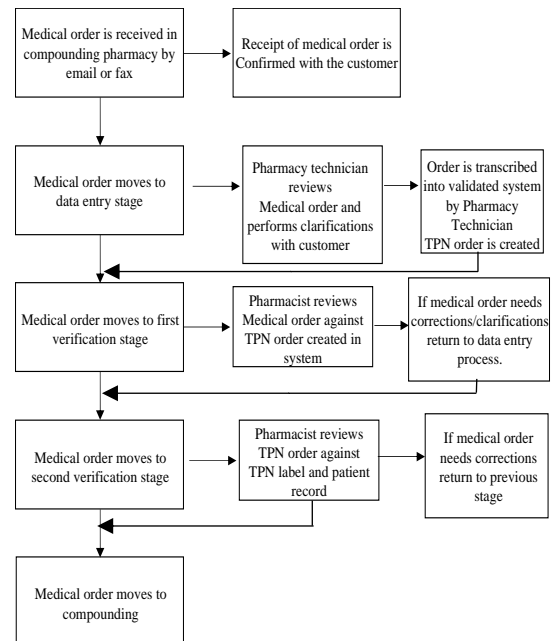 Medical order is received in
compounding pharmacy by
email or fax
Receipt of medical order is
Confirmed with the customer
Medical order moves to
data entry stage
Pharmacy technician
reviews
Medical order and
performs clarifications
with customer
Order is transcribed
into validated system
by Pharmacy
Technician
TPN order is created
Medical order moves to first
verification stage
Pharmacist reviews
Medical order against
TPN order created in
system
If medical order needs
corrections/clarifications
return to data entry
process.
Medical order moves to
second verification stage
Pharmacist reviews
TPN order against
TPN label and patient
record
If medical order
needs corrections
return to previous
stage
Medical order moves to
compounding